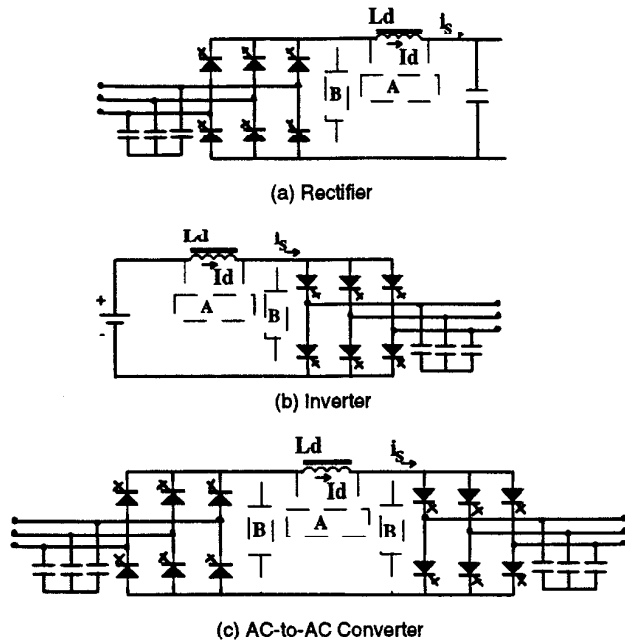 Ld iS
Id
B A
(a) Rectifier
Ld iS
Id
+ A B
-
(b) Inverter
Ld iS
Id
B A B
(c) AC-to-AC Converter